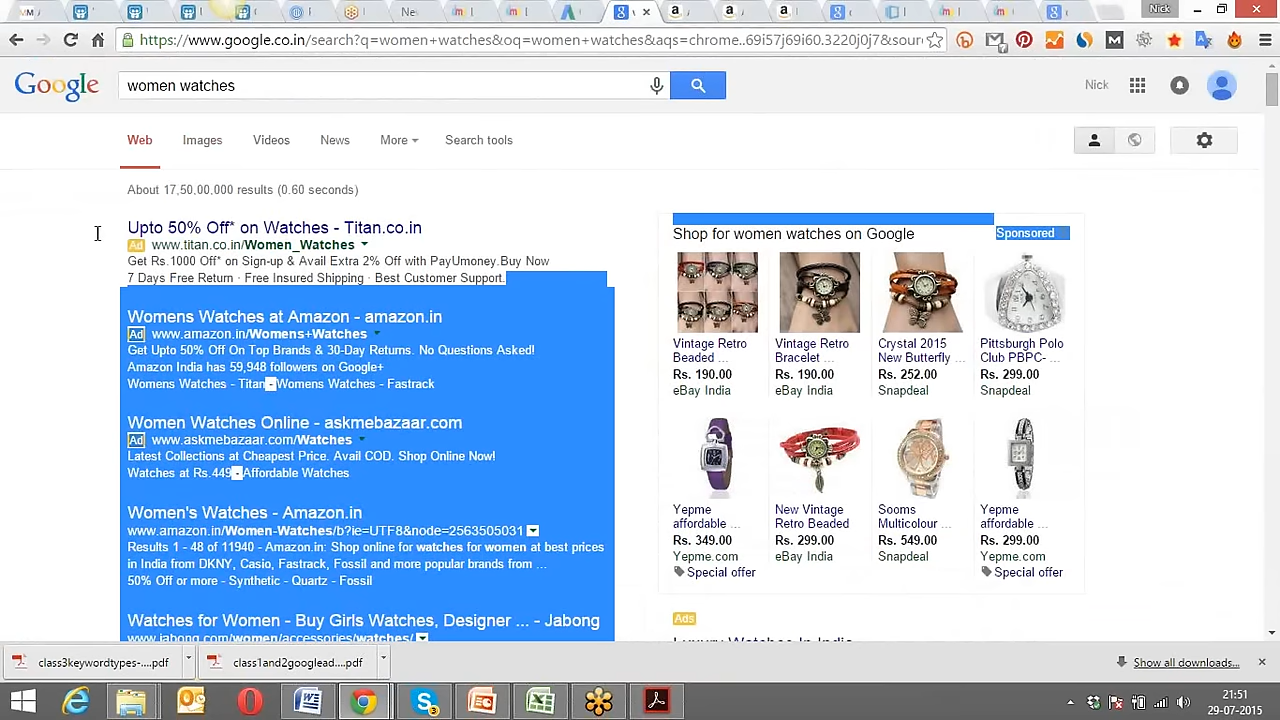 Nick
https://www.google.co.in/search?q=women+watches&oq=women+watches&aqs=chrome..69i57j69i60.3220j0j7&sour
Google
women watches
Nick
Web
Images
Videos
News
More
Search tools
About 17,50,00,000 results (0.60 seconds)
Upto 50% Off* on Watches - Titan.co.in
Ad www.titan.co.in/Women_Watches
Get Rs.1000 Off* on Sign-up & Avail Extra 2% Off with PayUmoney.Buy Now
7 Days Free Return · Free Insured Shipping · Best Customer Support.
Womens Watches at Amazon - amazon.in
Ad www.amazon.in/Womens+Watches
Get Upto 50% Off On Top Brands & 30-Day Returns. No Questions Asked!
Amazon India has 59,948 followers on Google+
Womens Watches - Titan - Womens Watches - Fastrack
Women Watches Online - askmebazaar.com
Ad www.askmebazaar.com/Watches
Latest Collections at Cheapest Price. Avail COD. Shop Online Now!
Watches at Rs.449 - Affordable Watches
Women's Watches - Amazon.in
www.amazon.in/Women-Watches/b?ie=UTF8&node=2563505031
Results 1 - 48 of 11940 - Amazon.in: Shop online for watches for women at best prices
in India from DKNY, Casio, Fastrack, Fossil and more popular brands from ...
50% Off or more - Synthetic - Quartz - Fossil
Watches for Women - Buy Girls Watches, Designer ... - Jabong
www.jabong.com/women/accessories/watches/
Shop for women watches on Google
Sponsored
Vintage Retro
Beaded ...
Rs. 190.00
eBay India
Vintage Retro
Bracelet ...
Rs. 190.00
eBay India
Crystal 2015
New Butterfly ...
Rs. 252.00
Snapdeal
Pittsburgh Polo
Club PBPC- ...
Rs. 299.00
Snapdeal
Yepme
affordable ...
Rs. 349.00
Yepme.com
Special offer
New Vintage
Retro Beaded
Rs. 299.00
eBay India
Sooms
Multicolour ...
Rs. 549.00
Snapdeal
Yepme
affordable ...
Rs. 299.00
Yepme.com
Special offer
Ads
Luxury Watches In India
class3keywordtypes-....pdf
class1and2googlead....pdf
Show all downloads...
21:51
29-07-2015